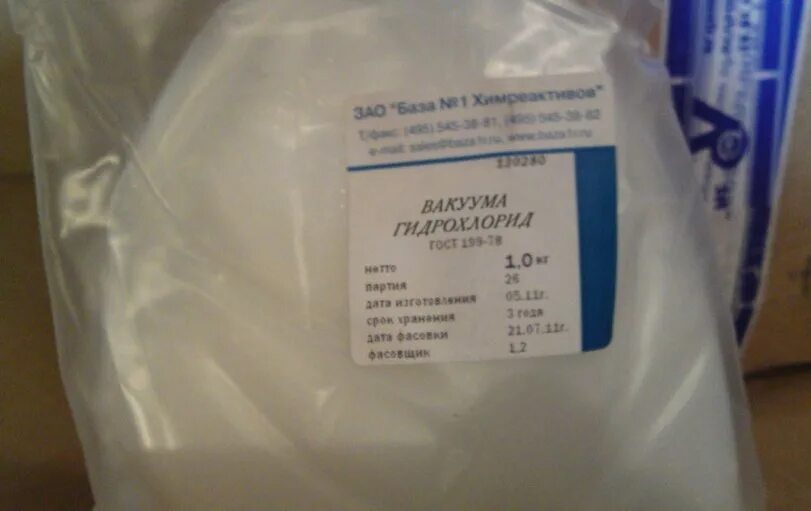 ЗАО "База №1 Химреактивов"
Т/факс: (495) 545-38-81, (495) 545-38-82
e-mail: sales@baza1r.ru, www.baza1r.ru
120280
ВАКУУМА
ГИДРОХЛОРИД
ГОСТ 199-78
нетто 1,0 кг
партия 26
дата изготовления 05.11г.
срок хранения 3 года
дата фасовки 21.07.11г.
фасовщик 1,2